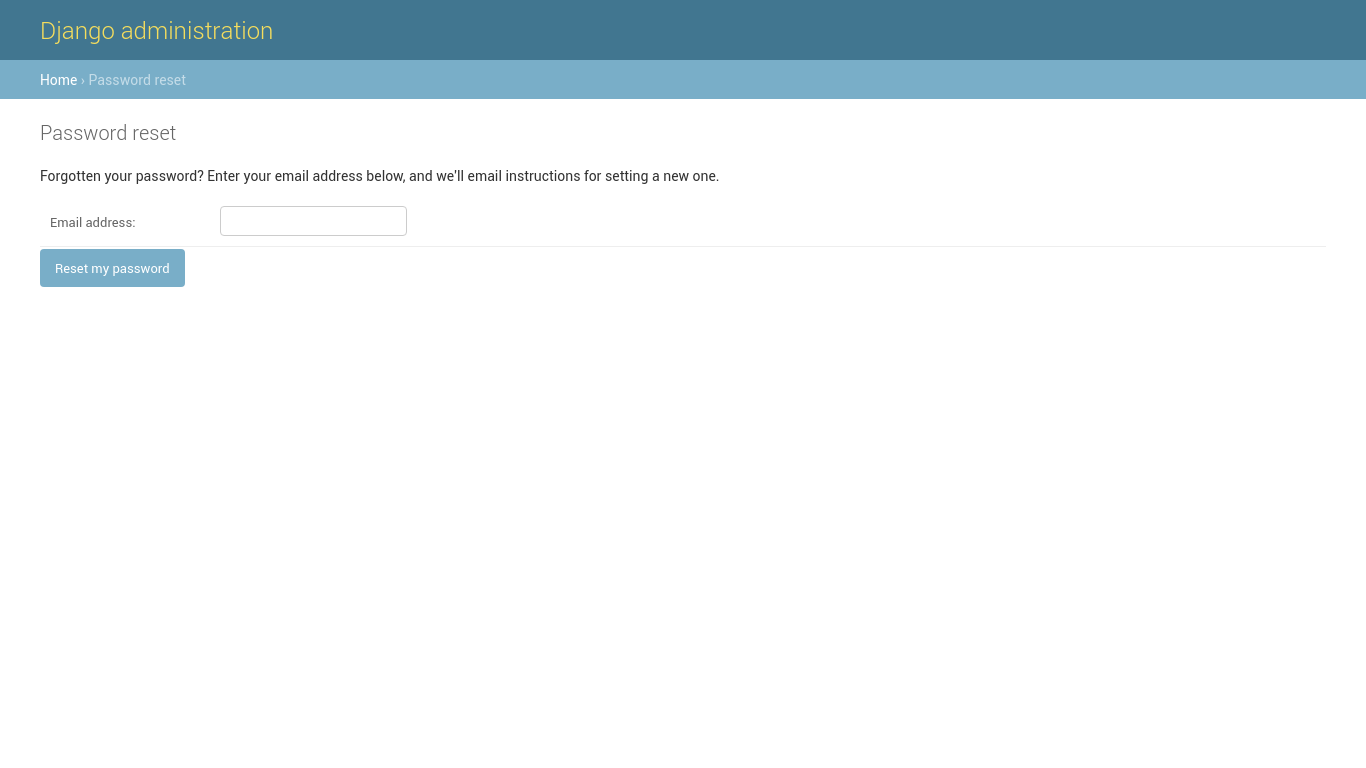 Django administration
Home › Password reset
Password reset
Forgotten your password? Enter your email address below, and we'll email instructions for setting a new one.
Email address:
Reset my password